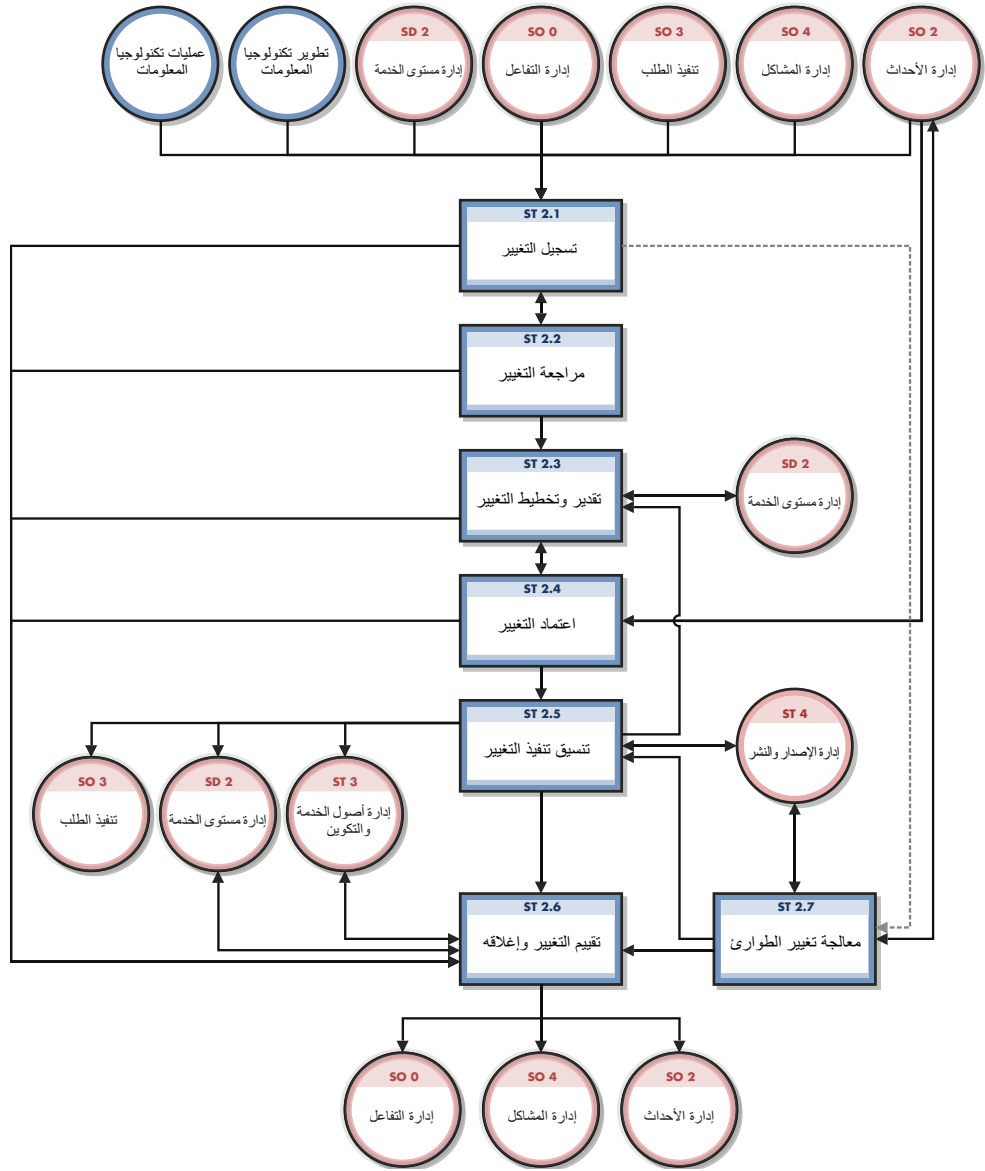 عمليات تكنولوجيا
المعلومات
تطوير تكنولوجيا
المعلومات
SD 2
إدارة مستوى الخدمة
SO 0
إدارة التفاعل
SO 3
تنفيذ الطلب
SO 4
إدارة المشاكل
SO 2
إدارة الأحداث
ST 2.1
تسجيل التغيير
ST 2.2
مراجعة التغيير
ST 2.3
تقدير وتخطيط التغيير
SD 2
إدارة مستوى الخدمة
ST 2.4
اعتماد التغيير
ST 2.5
تنسيق تنفيذ التغيير
ST 4
إدارة الإصدار والنشر
SO 3
تنفيذ الطلب
SD 2
إدارة مستوى الخدمة
ST 3
إدارة أصول الخدمة
والتكوين
ST 2.6
تقييم التغيير وإغلاقه
ST 2.7
معالجة تغيير الطوارئ
SO 0
إدارة التفاعل
SO 4
إدارة المشاكل
SO 2
إدارة الأحداث